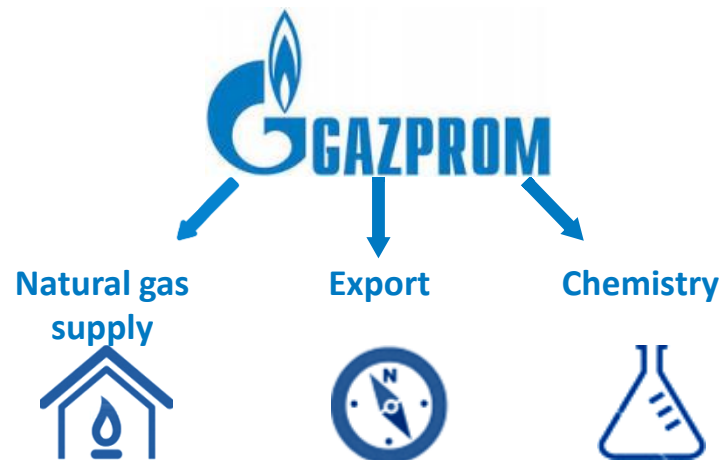 GAZPROM
Natural gas
supply
Export
Chemistry
N